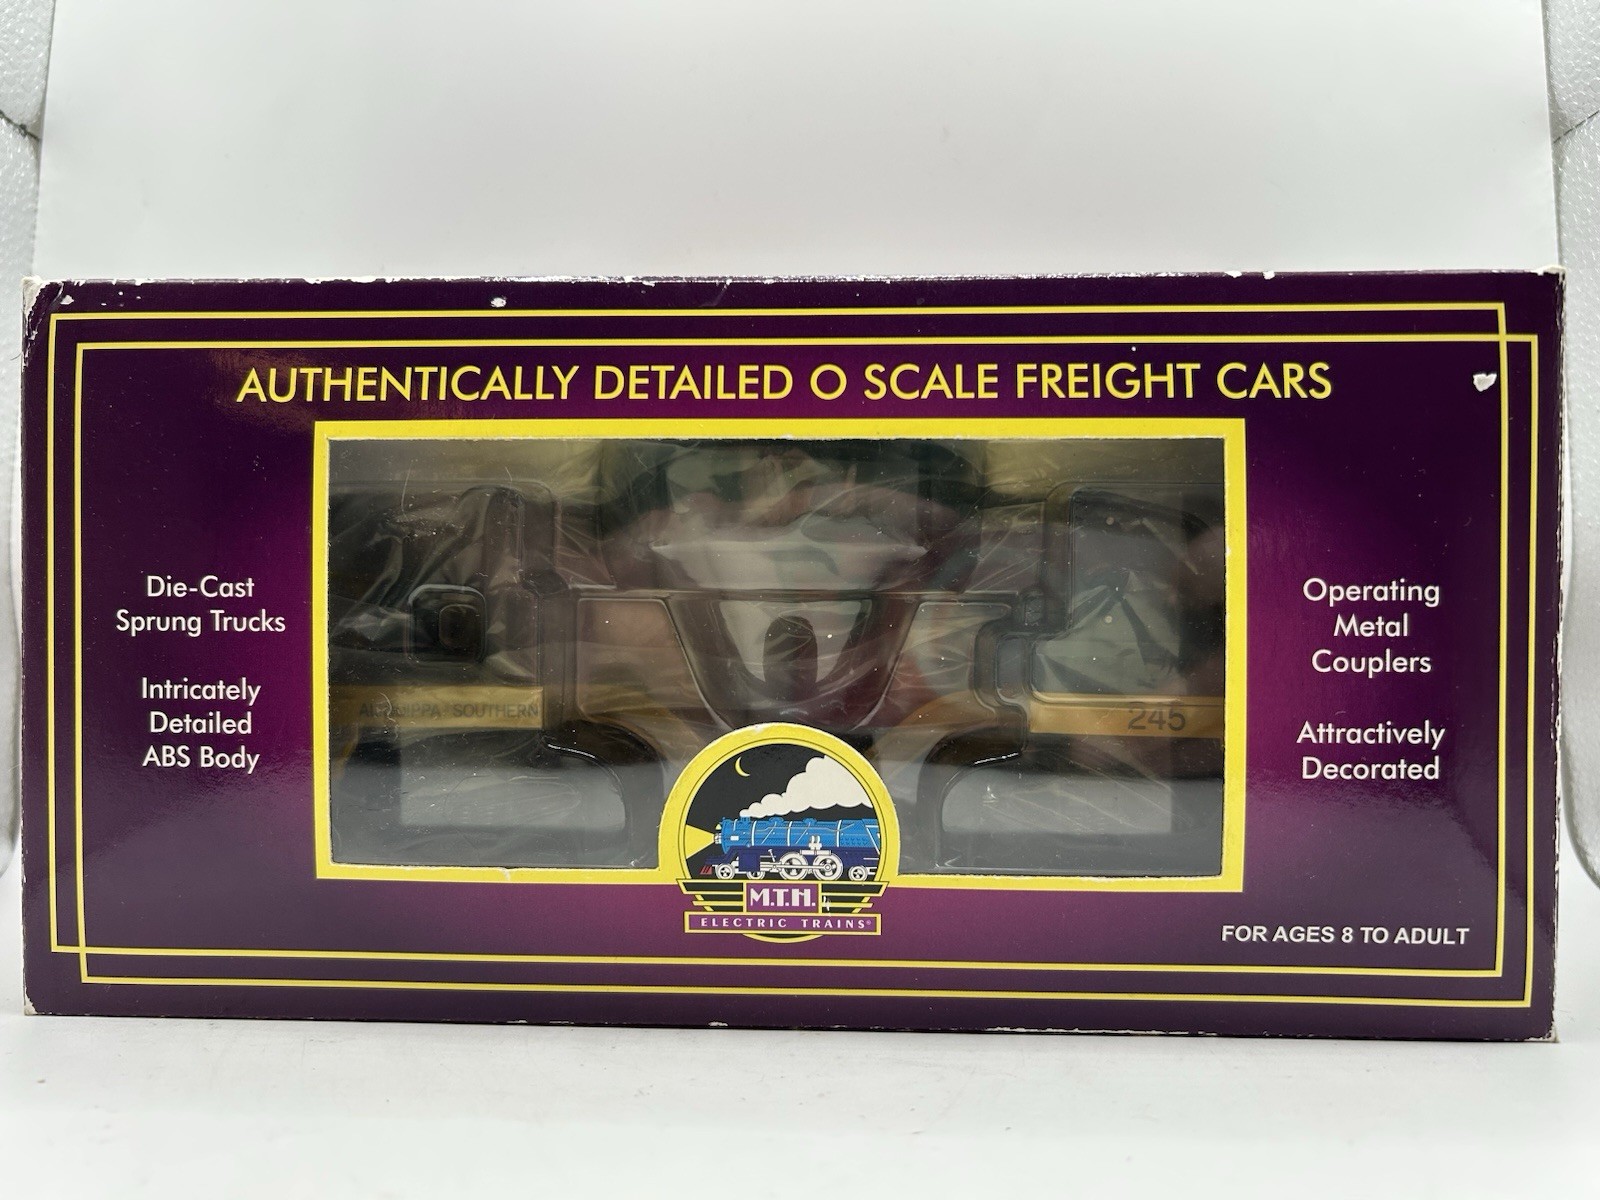 AUTHENTICALLY DETAILED O SCALE FREIGHT CARS
Die-Cast
Sprung Trucks
Intricately
Detailed
ABS Body
Operating
Metal
Couplers
Attractively
Decorated
SOUTHERN
245
M.T.H.
ELECTRIC TRAINS®
FOR AGES 8 TO ADULT